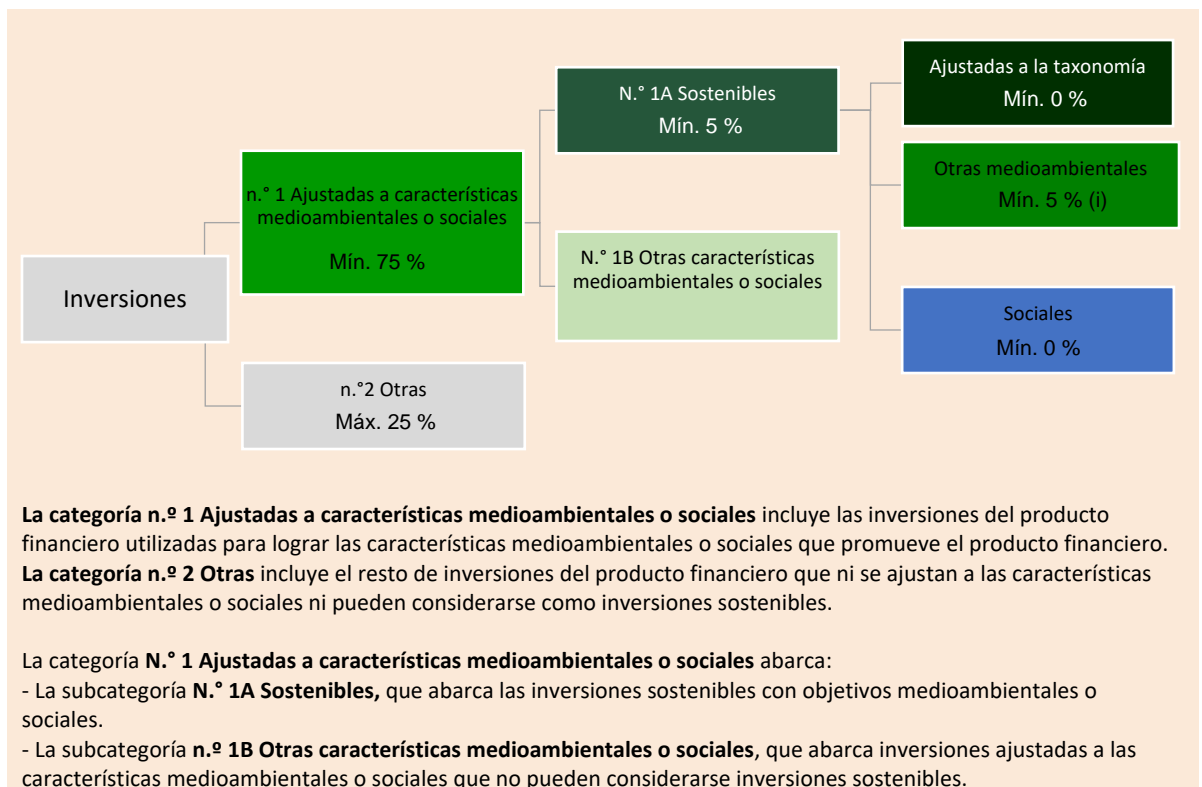 Inversiones
n.° 1 Ajustadas a características
medioambientales o sociales
Mín. 75 %
n.°2 Otras
Máx. 25 %
N.° 1A Sostenibles
Mín. 5 %
N.° 1B Otras características
medioambientales o sociales
Ajustadas a la taxonomía
Mín. 0 %
Otras medioambientales
Mín. 5 % (i)
Sociales
Mín. 0 %
La categoría n.º 1 Ajustadas a características medioambientales o sociales incluye las inversiones del producto
financiero utilizadas para lograr las características medioambientales o sociales que promueve el producto financiero.
La categoría n.º 2 Otras incluye el resto de inversiones del producto financiero que ni se ajustan a las características
medioambientales o sociales ni pueden considerarse como inversiones sostenibles.
La categoría N.° 1 Ajustadas a características medioambientales o sociales abarca:
- La subcategoría N.° 1A Sostenibles, que abarca las inversiones sostenibles con objetivos medioambientales o
sociales.
- La subcategoría n.º 1B Otras características medioambientales o sociales, que abarca inversiones ajustadas a las
características medioambientales o sociales que no pueden considerarse inversiones sostenibles.